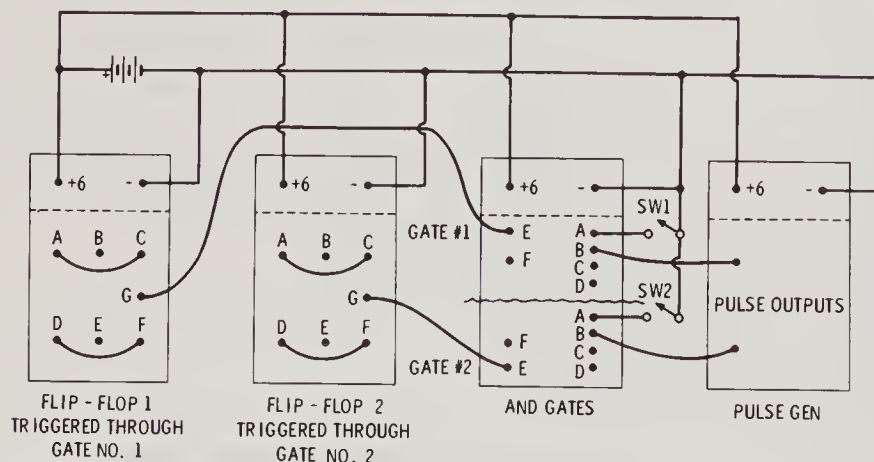 +
+6 -
+6 -
+6 -
+6 -
A B C
G
D E F
A B C
G
D E F
GATE #1
E
F
A
B
C
D
SW1
GATE #2
F
E
A
B
C
D
SW2
PULSE OUTPUTS
FLIP - FLOP 1
TRIGGERED THROUGH
GATE NO. 1
FLIP - FLOP 2
TRIGGERED THROUGH
GATE NO. 2
AND GATES
PULSE GEN